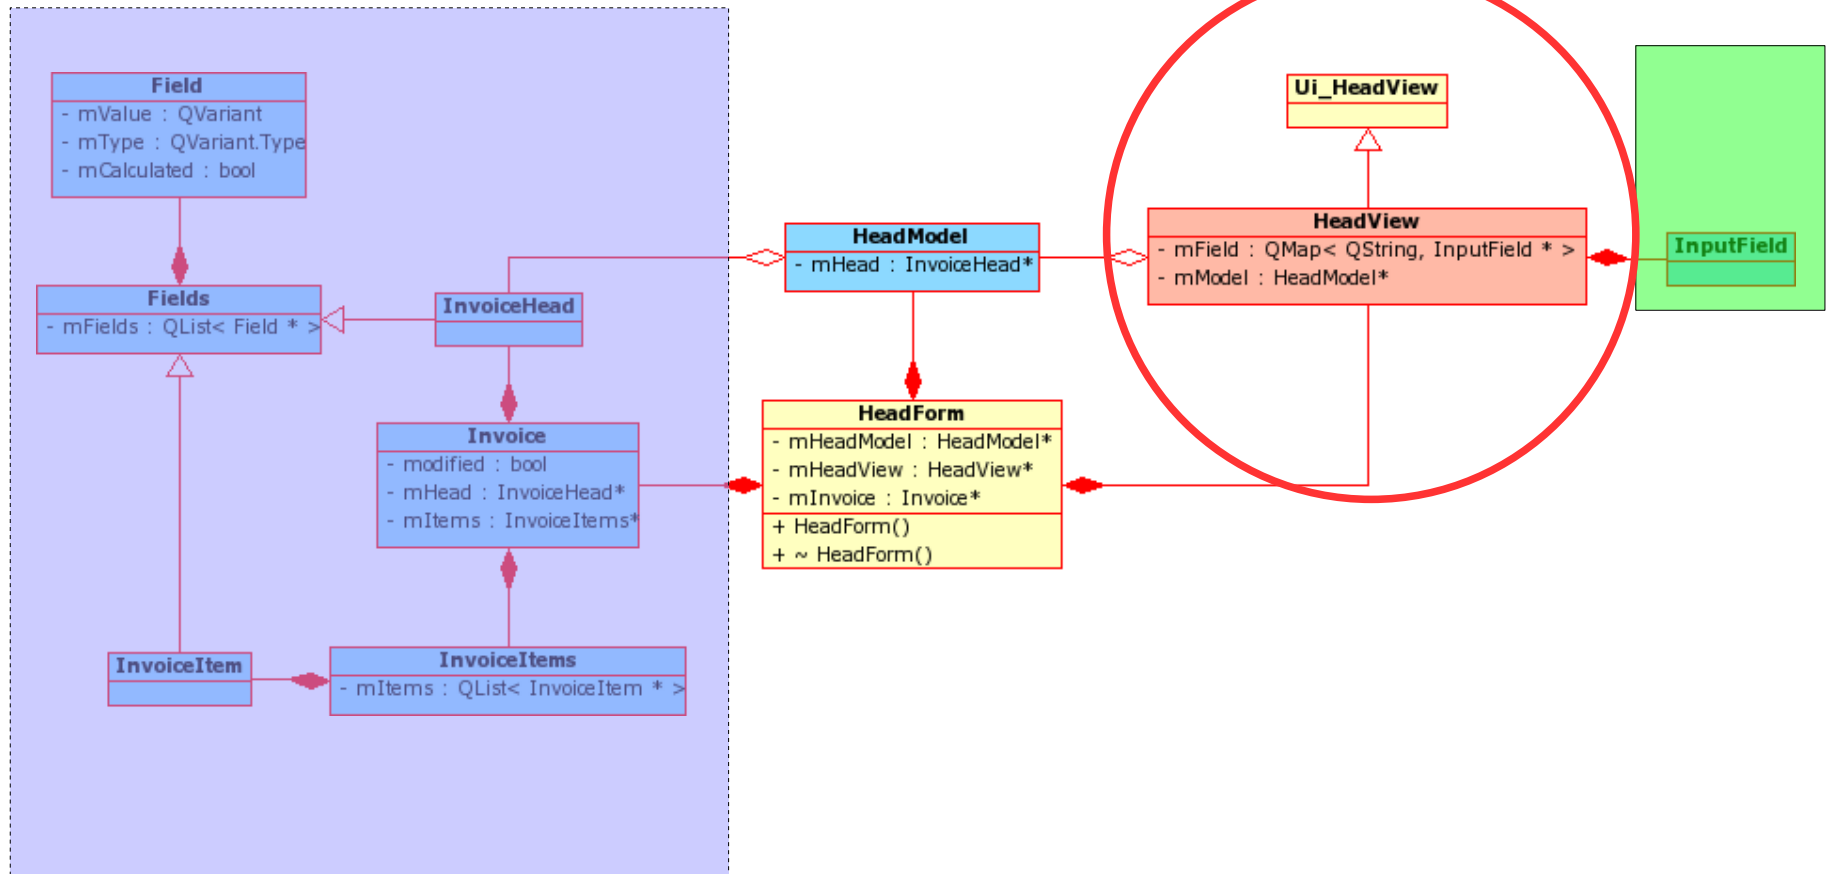 Field
- mValue : QVariant
- mType : QVariant.Type
- mCalculated : bool
Fields
- mFields : QList< Field * >
InvoiceHead
Invoice
- modified : bool
- mHead : InvoiceHead*
- mItems : InvoiceItems*
InvoiceItem
InvoiceItems
- mItems : QList< InvoiceItem * >
HeadModel
- mHead : InvoiceHead*
HeadForm
- mHeadModel : HeadModel*
- mHeadView : HeadView*
- mInvoice : Invoice*
+ HeadForm()
+ ~ HeadForm()
Ui_HeadView
HeadView
- mField : QMap< QString, InputField * >
- mModel : HeadModel*
InputField